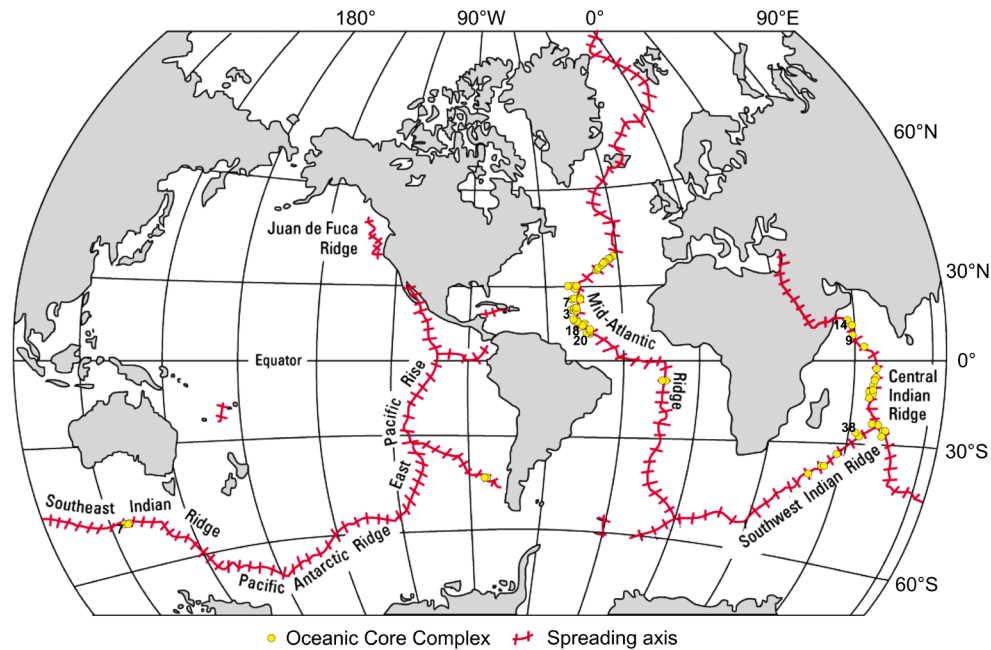 180° 90°W 0° 90°E
60°N
Juan de Fuca
Ridge
30°N
7
3
18
20
Mid-Atlantic
Ridge
14
9
Equator
0°
East Pacific Rise
Central
Indian
Ridge
38
30°S
Southeast Indian Ridge
7
Southwest Indian Ridge
Pacific Antarctic Ridge
60°S
Oceanic Core Complex Spreading axis